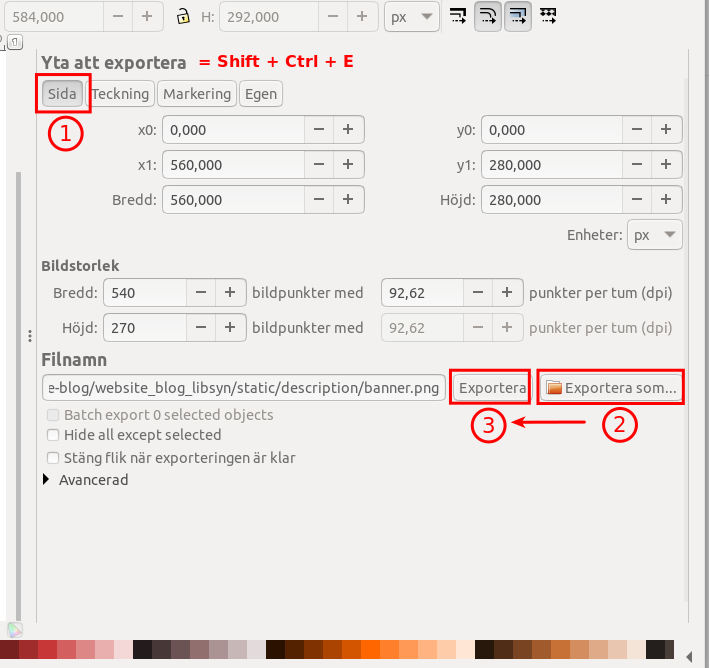 584,000 − + H: 292,000 − + px
Yta att exportera = Shift + Ctrl + E
Sida Teckning Markering Egen
1
x0: 0,000 − + y0: 0,000 − +
x1: 560,000 − + y1: 280,000 − +
Bredd: 560,000 − + Höjd: 280,000 − +
Enheter: px
Bildstorlek
Bredd: 540 − + bildpunkter med 92,62 − + punkter per tum (dpi)
Höjd: 270 − + bildpunkter med 92,62 − + punkter per tum (dpi)
Filnamn
e-blog/website_blog_libsyn/static/description/banner.png Exportera Exportera som...
3 2
Batch export 0 selected objects
Hide all except selected
Stäng flik när exporteringen är klar
Avancerad